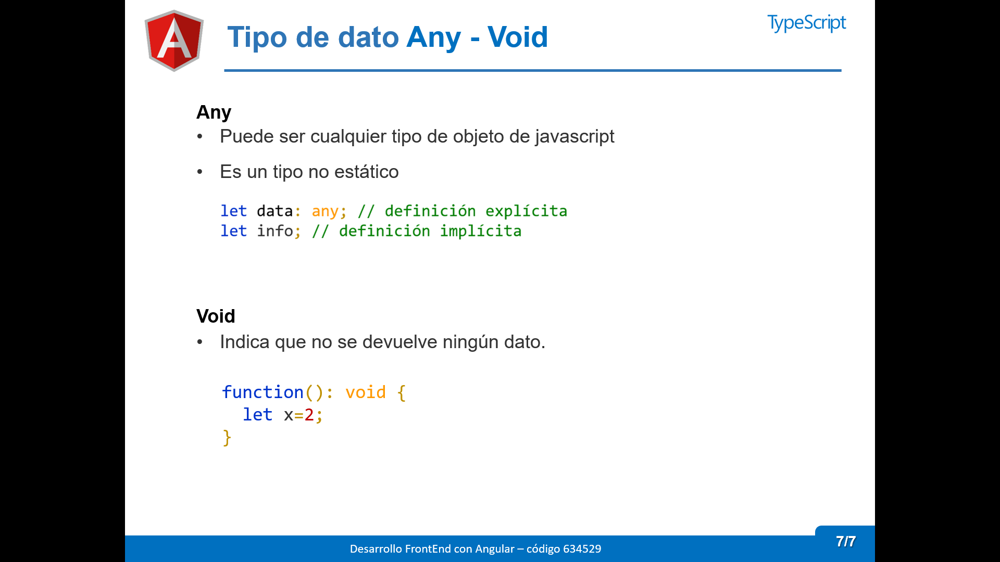 Tipo de dato Any - Void
TypeScript
Any
• Puede ser cualquier tipo de objeto de javascript
• Es un tipo no estático
let data: any; // definición explícita
let info; // definición implícita
Void
• Indica que no se devuelve ningún dato.
function(): void {
  let x=2;
}
7/7
Desarrollo FrontEnd con Angular – código 634529